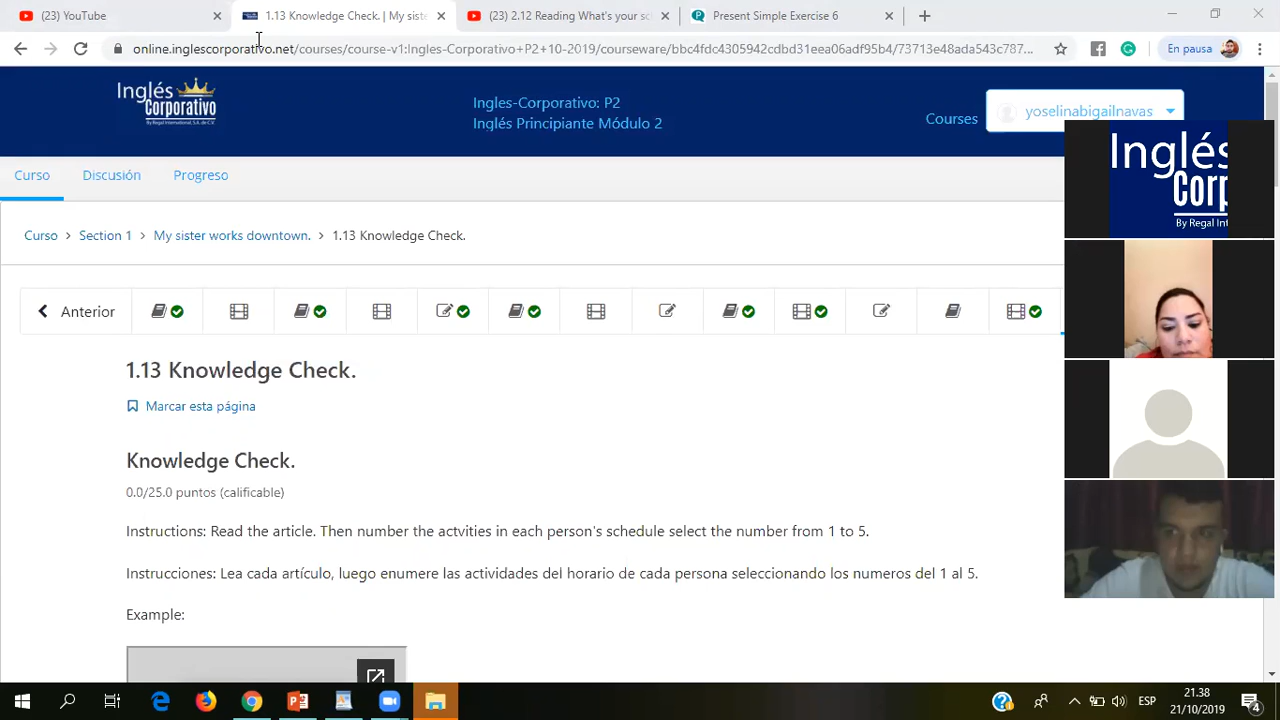 (23) YouTube
1.13 Knowledge Check. | My siste
(23) 2.12 Reading What's your sc
Present Simple Exercise 6
online.inglescorporativo.net/courses/course-v1:Ingles-Corporativo+P2+10-2019/courseware/bbc4fdc4305942cdbd31eea06adf95b4/73713e48ada543c787...
En pausa
Inglés
Corporativo
By Regal International, S.A. de C.V.
Ingles-Corporativo: P2
Inglés Principiante Módulo 2
Courses
yoselinabigailnavas
Inglés
Corp
By Regal Int
Curso
Discusión
Progreso
Curso > Section 1 > My sister works downtown. > 1.13 Knowledge Check.
Anterior
1.13 Knowledge Check.
Marcar esta página
Knowledge Check.
0.0/25.0 puntos (calificable)
Instructions: Read the article. Then number the actvities in each person's schedule select the number from 1 to 5.
Instrucciones: Lea cada artículo, luego enumere las actividades del horario de cada persona seleccionando los numeros del 1 al 5.
Example:
ESP
21.38
21/10/2019
4